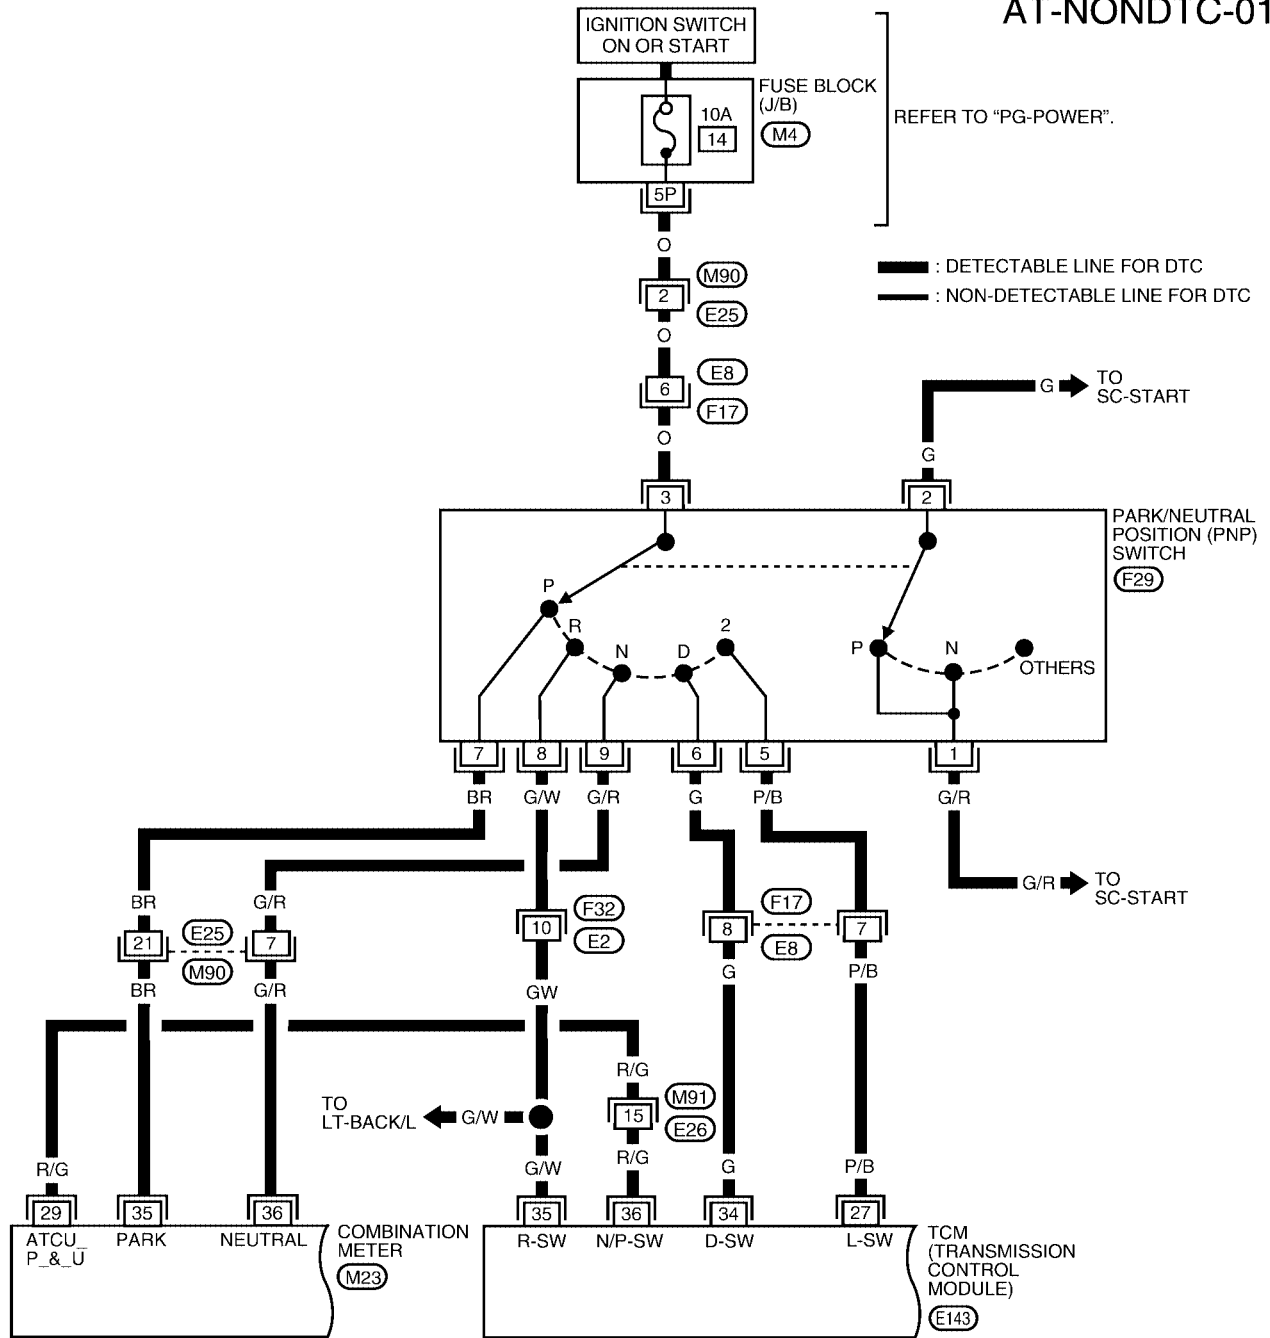 AT-NONDTC-01
IGNITION SWITCH
ON OR START
FUSE BLOCK
(J/B)
10A
14
M4
REFER TO “PG-POWER”.
5P
O
: DETECTABLE LINE FOR DTC
: NON-DETECTABLE LINE FOR DTC
M90
2
E25
O
E8
6
F17
O
G
TO
SC-START
G
3
2
PARK/NEUTRAL
POSITION (PNP)
SWITCH
F29
P
R
N
D
2
P
N
OTHERS
7
8
9
6
5
1
BR
G/W
G/R
G
P/B
G/R
G/R
TO
SC-START
BR
G/R
21
E25
7
M90
BR
G/R
F32
10
E2
GW
F17
8
7
E8
G
P/B
R/G
M91
15
E26
R/G
TO
LT-BACK/L
G/W
R/G
G/W
G
P/B
29
35
36
35
36
34
27
ATCU_
P_&_U
PARK
NEUTRAL
COMBINATION
METER
M23
R-SW
N/P-SW
D-SW
L-SW
TCM
(TRANSMISSION
CONTROL
MODULE)
E143